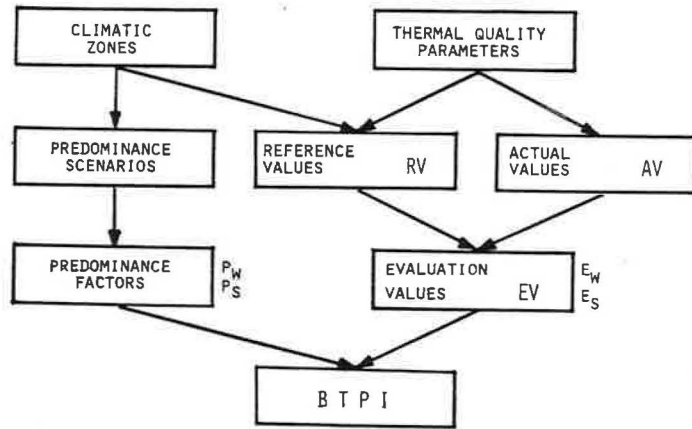 CLIMATIC
ZONES
THERMAL QUALITY
PARAMETERS
PREDOMINANCE
SCENARIOS
REFERENCE
VALUES RV
ACTUAL
VALUES AV
PREDOMINANCE
FACTORS
PW
PS
EVALUATION
VALUES EV
EW
ES
B T P I